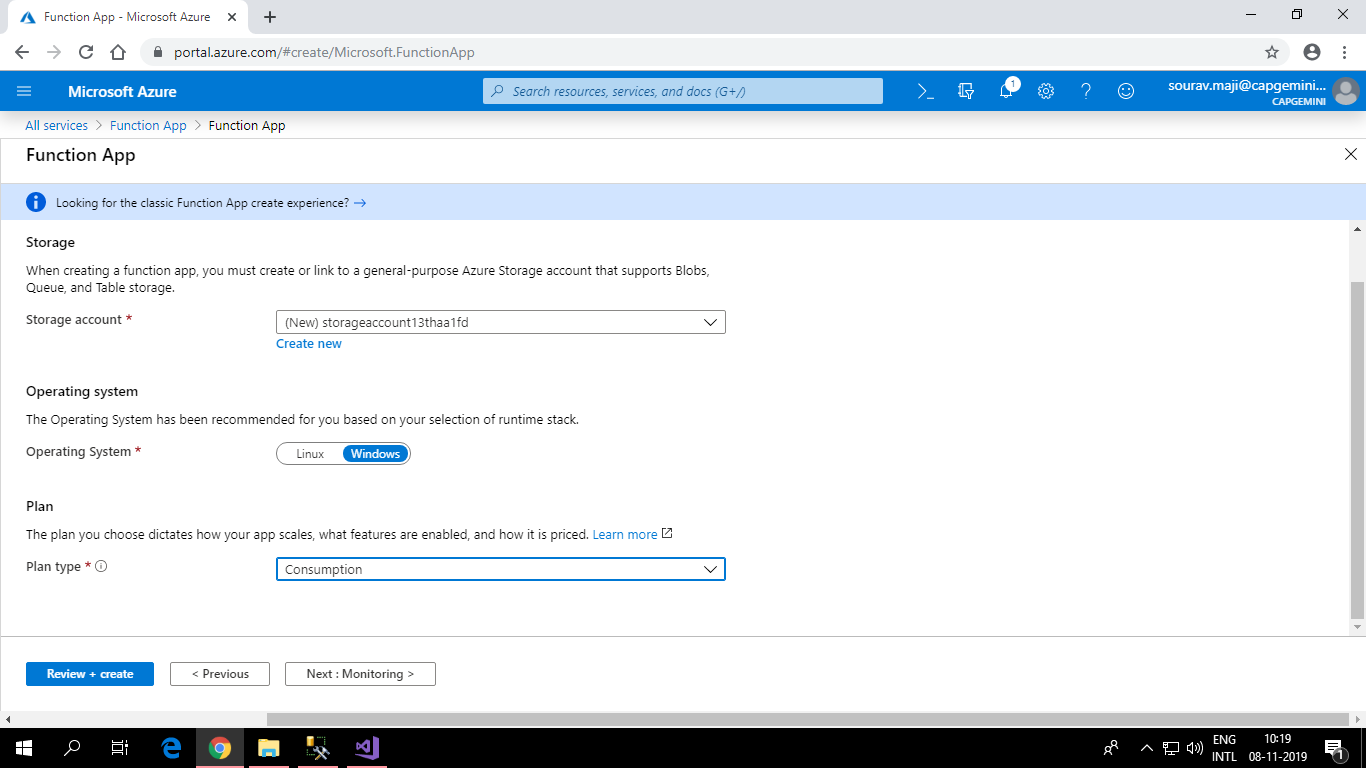 Function App - Microsoft Azure
portal.azure.com/#create/Microsoft.FunctionApp
Microsoft Azure
Search resources, services, and docs (G+/)
1
sourav.maji@capgemini...
CAPGEMINI
All services > Function App > Function App
Function App
Looking for the classic Function App create experience? →
Storage
When creating a function app, you must create or link to a general-purpose Azure Storage account that supports Blobs,
Queue, and Table storage.
Storage account *
(New) storageaccount13thaa1fd
Create new
Operating system
The Operating System has been recommended for you based on your selection of runtime stack.
Operating System *
Linux
Windows
Plan
The plan you choose dictates how your app scales, what features are enabled, and how it is priced. Learn more
Plan type *
Consumption
Review + create
< Previous
Next : Monitoring >
ENG
INTL
10:19
08-11-2019
1